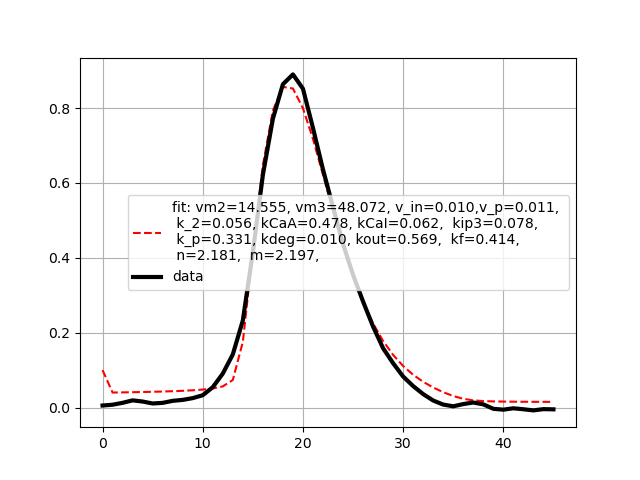 0.8
0.6
0.4
0.2
0.0
fit: vm2=14.555, vm3=48.072, v_in=0.010,v_p=0.011,
k_2=0.056, kCaA=0.478, kCaI=0.062,  kip3=0.078,
k_p=0.331, kdeg=0.010, kout=0.569,  kf=0.414,
n=2.181,  m=2.197,
data
0 10 20 30 40